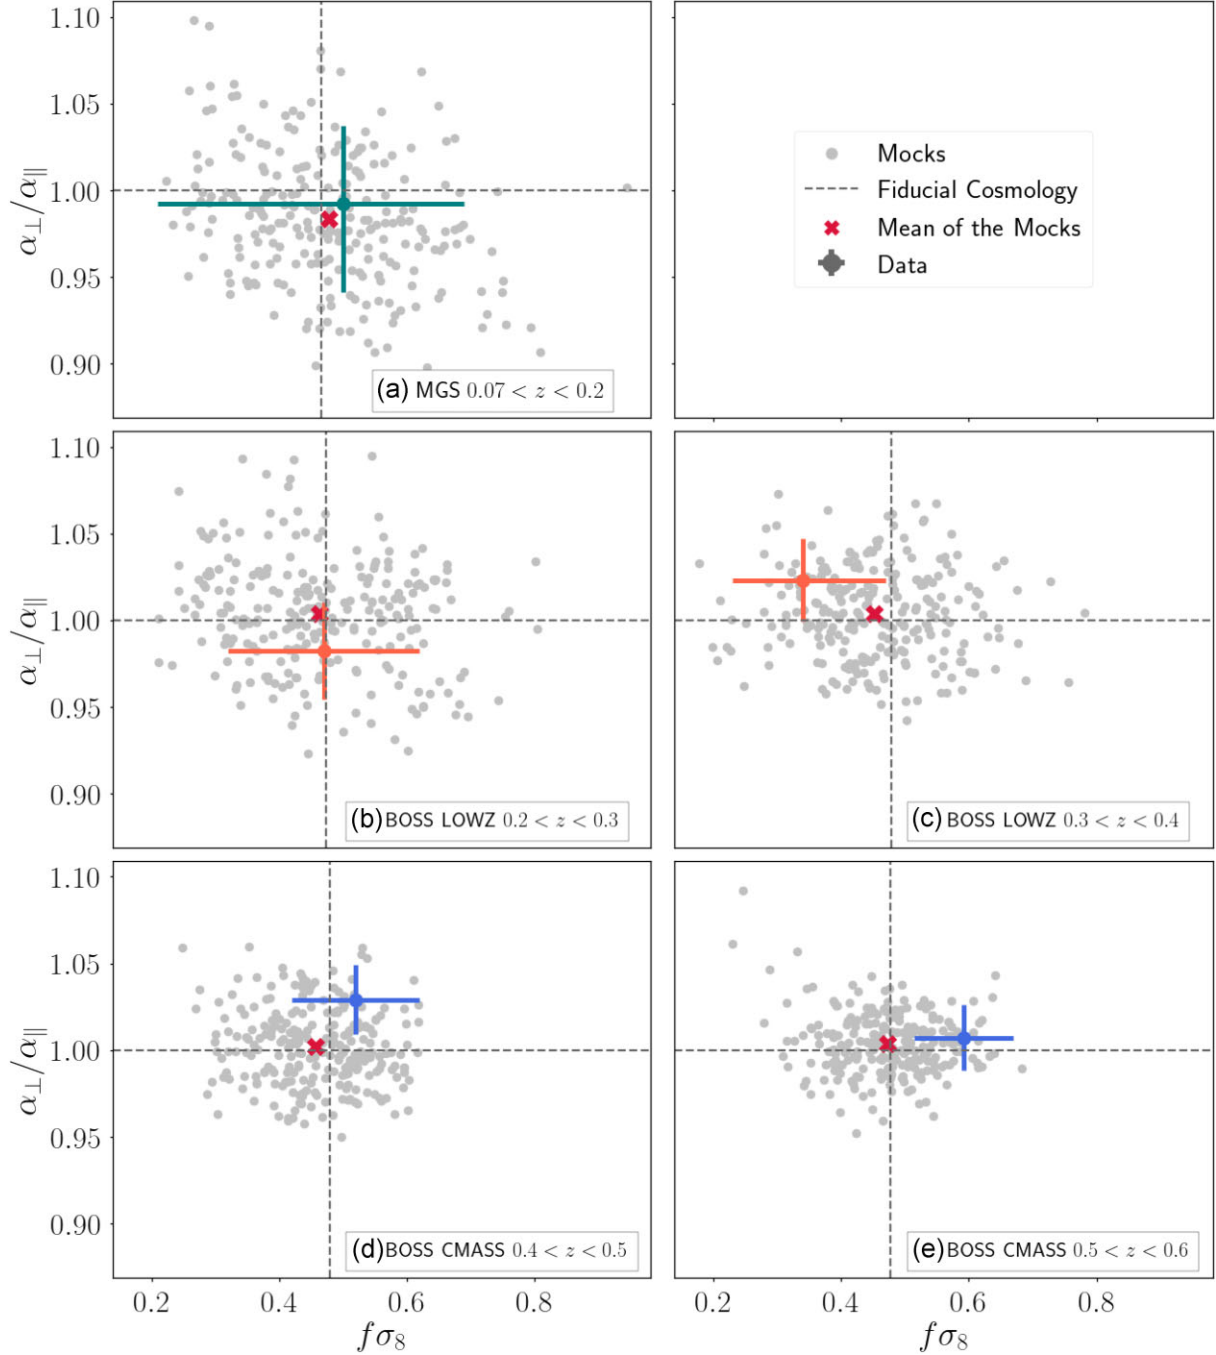 1.10
1.05
1.00
0.95
0.90
α⊥/α∥
(a) MGS 0.07 < z < 0.2
Mocks
Fiducial Cosmology
Mean of the Mocks
Data
1.10
1.05
1.00
0.95
0.90
α⊥/α∥
(b) BOSS LOWZ 0.2 < z < 0.3
(c) BOSS LOWZ 0.3 < z < 0.4
1.10
1.05
1.00
0.95
0.90
α⊥/α∥
(d) BOSS CMASS 0.4 < z < 0.5
(e) BOSS CMASS 0.5 < z < 0.6
0.2 0.4 0.6 0.8
0.2 0.4 0.6 0.8
fσ₈
fσ₈